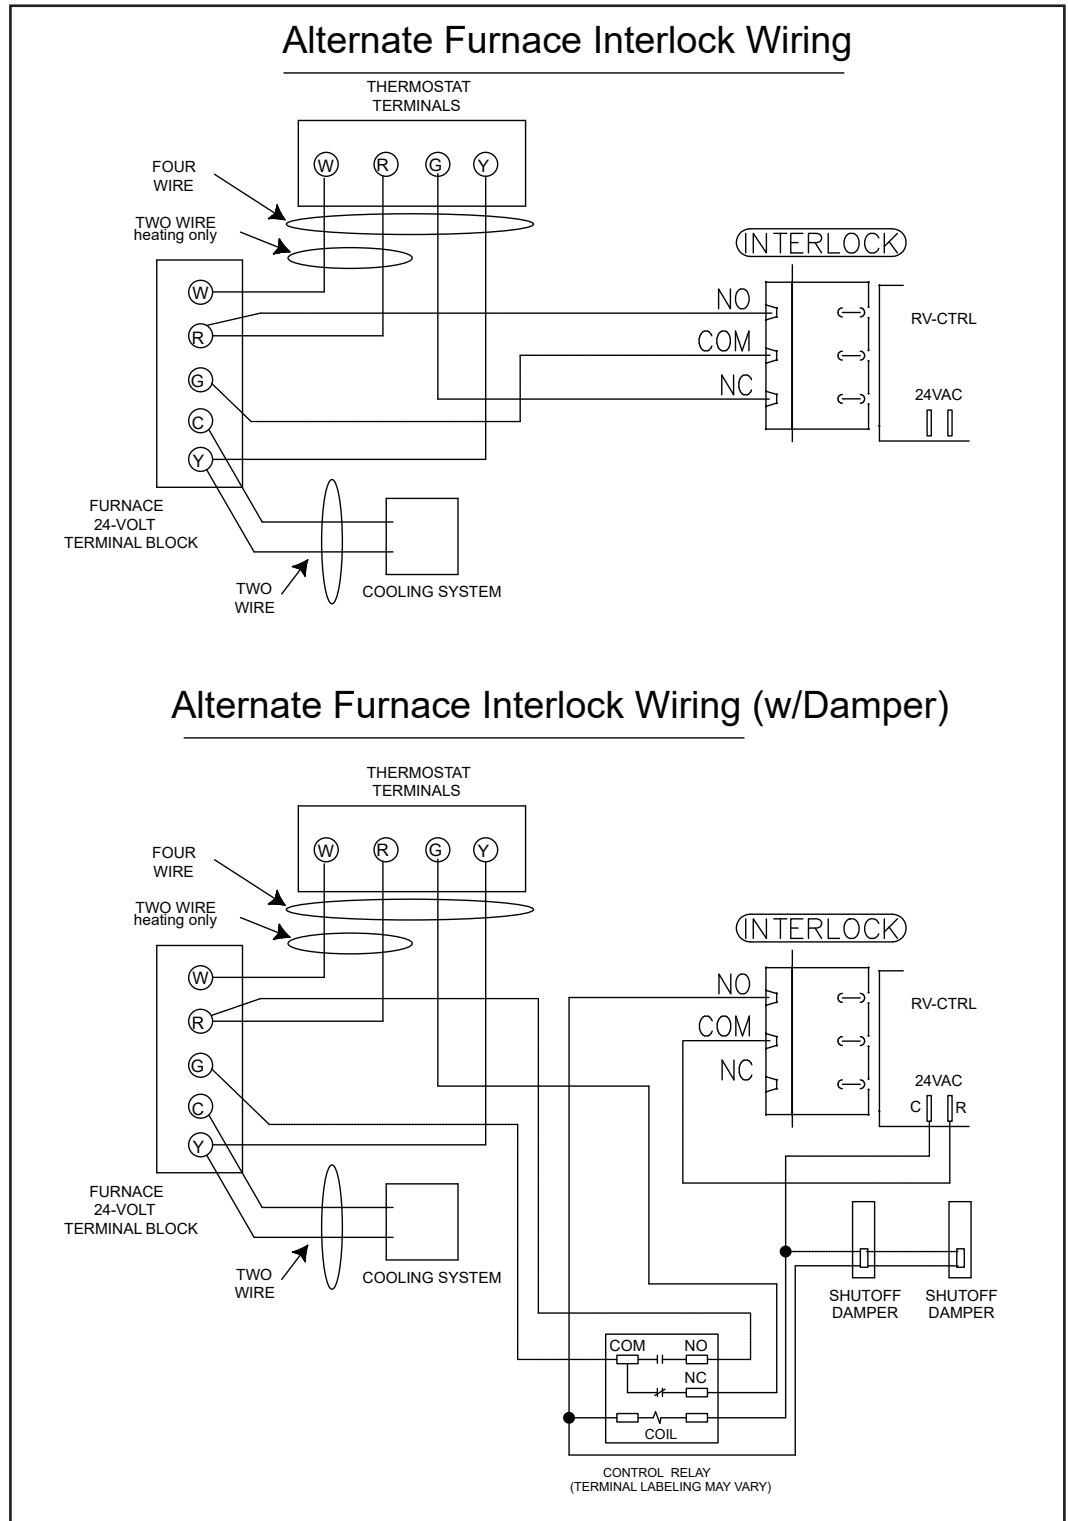 Alternate Furnace Interlock Wiring
THERMOSTAT
TERMINALS
W R G Y
FOUR
WIRE
TWO WIRE
heating only
INTERLOCK
W
R
G
C
Y
NO
COM
NC
RV-CTRL
24VAC
FURNACE
24-VOLT
TERMINAL BLOCK
TWO
WIRE
COOLING SYSTEM
Alternate Furnace Interlock Wiring (w/Damper)
THERMOSTAT
TERMINALS
W R G Y
FOUR
WIRE
TWO WIRE
heating only
INTERLOCK
W
R
G
C
Y
NO
COM
NC
RV-CTRL
24VAC
C R
FURNACE
24-VOLT
TERMINAL BLOCK
TWO
WIRE
COOLING SYSTEM
SHUTOFF
DAMPER
SHUTOFF
DAMPER
COM NO
NC
COIL
CONTROL RELAY
(TERMINAL LABELING MAY VARY)